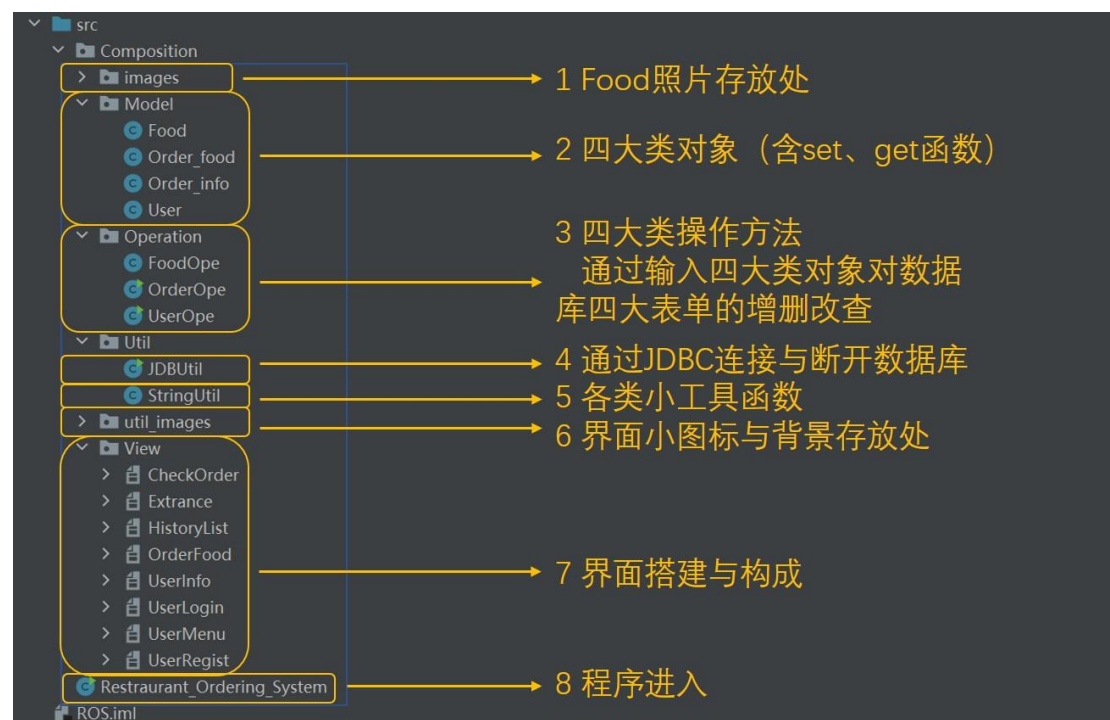 src
Composition
images
1 Food照片存放处
Model
Food
Order_food
2 四大类对象（含set、get函数）
Order_info
User
Operation
3 四大类操作方法
FoodOpe
通过输入四大类对象对数据
OrderOpe
库四大表单的增删改查
UserOpe
Util
JDBUtil
4 通过JDBC连接与断开数据库
StringUtil
5 各类小工具函数
util_images
6 界面小图标与背景存放处
View
CheckOrder
Extrance
HistoryList
OrderFood
7 界面搭建与构成
UserInfo
UserLogin
UserMenu
UserRegist
Restraurant_Ordering_System
8 程序进入
ROS.iml